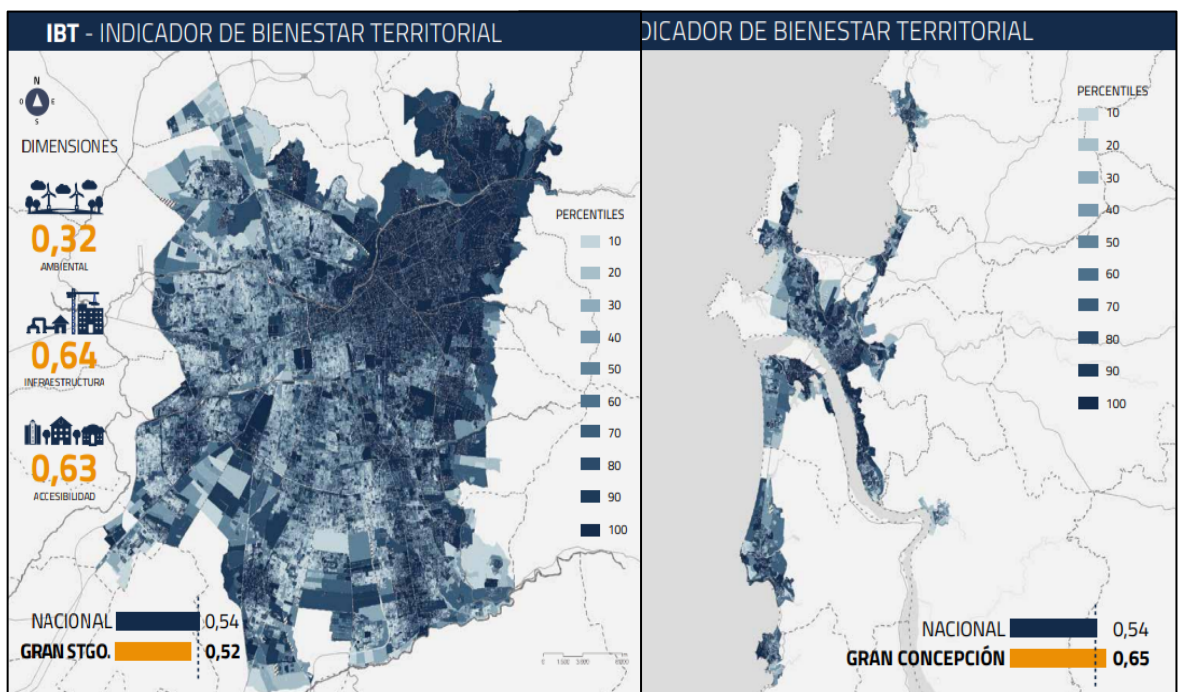 IBT - INDICADOR DE BIENESTAR TERRITORIAL
N
O E
S
DIMENSIONES
0,32
AMBIENTAL
0,64
INFRAESTRUCTURA
0,63
ACCESIBILIDAD
PERCENTILES
10
20
30
40
50
60
70
80
90
100
NACIONAL 0,54
GRAN STGO. 0,52
DICADOR DE BIENESTAR TERRITORIAL
PERCENTILES
10
20
30
40
50
60
70
80
90
100
NACIONAL 0,54
GRAN CONCEPCIÓN 0,65